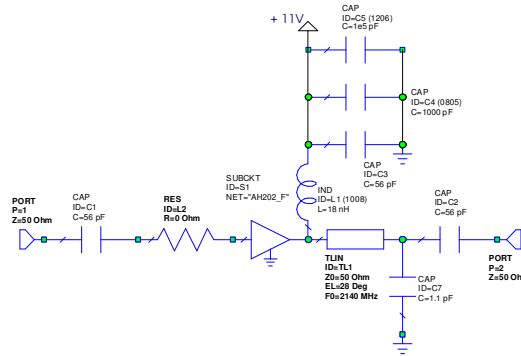 + 11V
CAP
ID=C5 (1206)
C=1e5 pF
CAP
ID=C4 (0805)
C=1000 pF
CAP
ID=C3
C=56 pF
SUBCKT
ID=S1
NET="AH202_F"
IND
ID=L1 (1008)
L=18 nH
PORT
P=1
Z=50 Ohm
CAP
ID=C1
C=56 pF
RES
ID=L2
R=0 Ohm
CAP
ID=C2
C=56 pF
TLIN
ID=TL1
Z0=50 Ohm
EL=28 Deg
F0=2140 MHz
CAP
ID=C7
C=1.1 pF
PORT
P=2
Z=50 Ohm